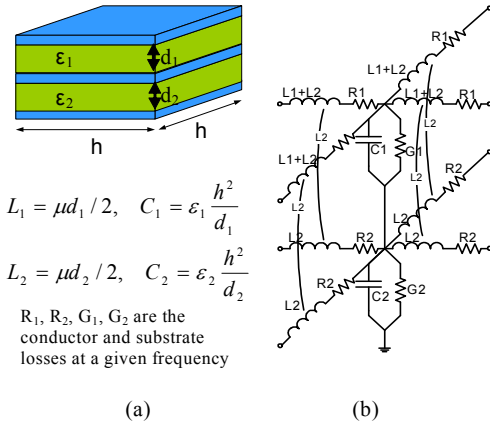 ε1 d1
ε2 d2
h
h
L1 = μd1 / 2, C1 = ε1 h²/d1
L2 = μd2 / 2, C2 = ε2 h²/d2
R1, R2, G1, G2 are the
conductor and substrate
losses at a given frequency
(a)
R1
L1+L2
L1+L2 R1 L1+L2 R1
L2 L2
C1 G1
L1+L2
L2 L2
R2
L2
L2 R2 L2 R2
R2 C2 G2
L2
(b)